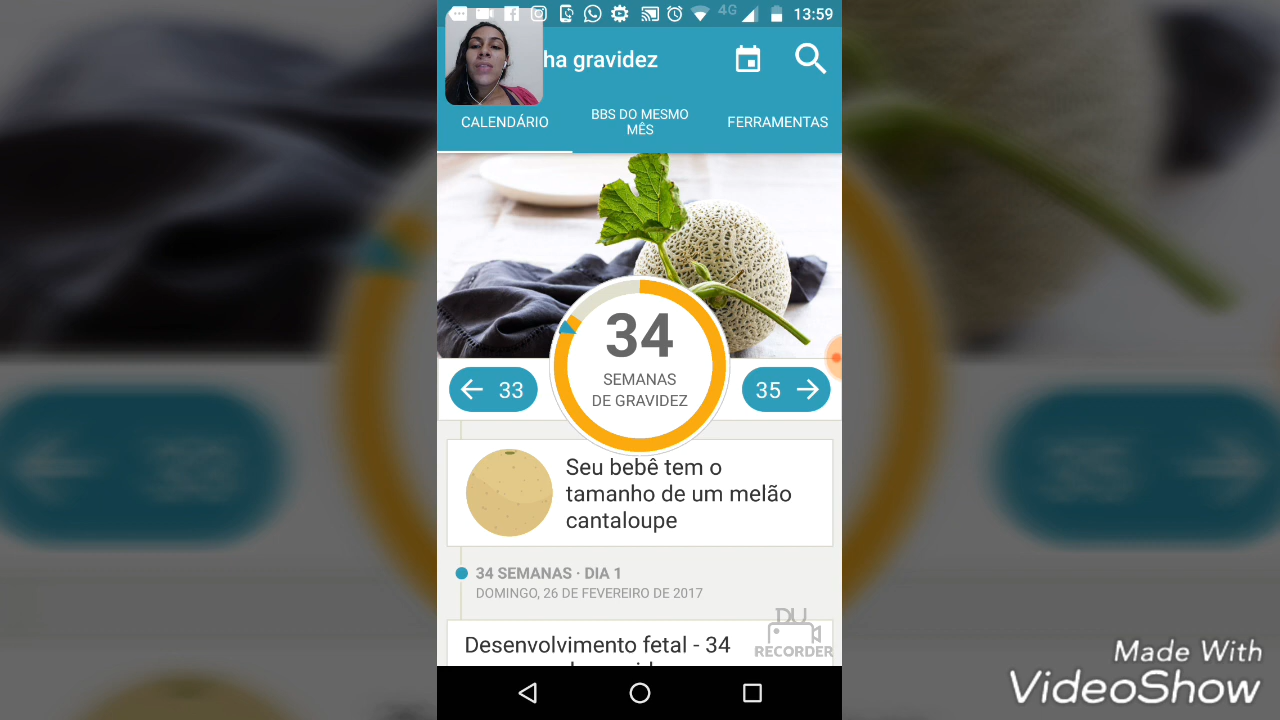 4G 13:59
ha gravidez
CALENDÁRIO
BBS DO MESMO
MÊS
FERRAMENTAS
34
SEMANAS
DE GRAVIDEZ
33
35
Seu bebê tem o
tamanho de um melão
cantaloupe
34 SEMANAS · DIA 1
DOMINGO, 26 DE FEVEREIRO DE 2017
Desenvolvimento fetal - 34
DU
RECORDER
Made With
VideoShow